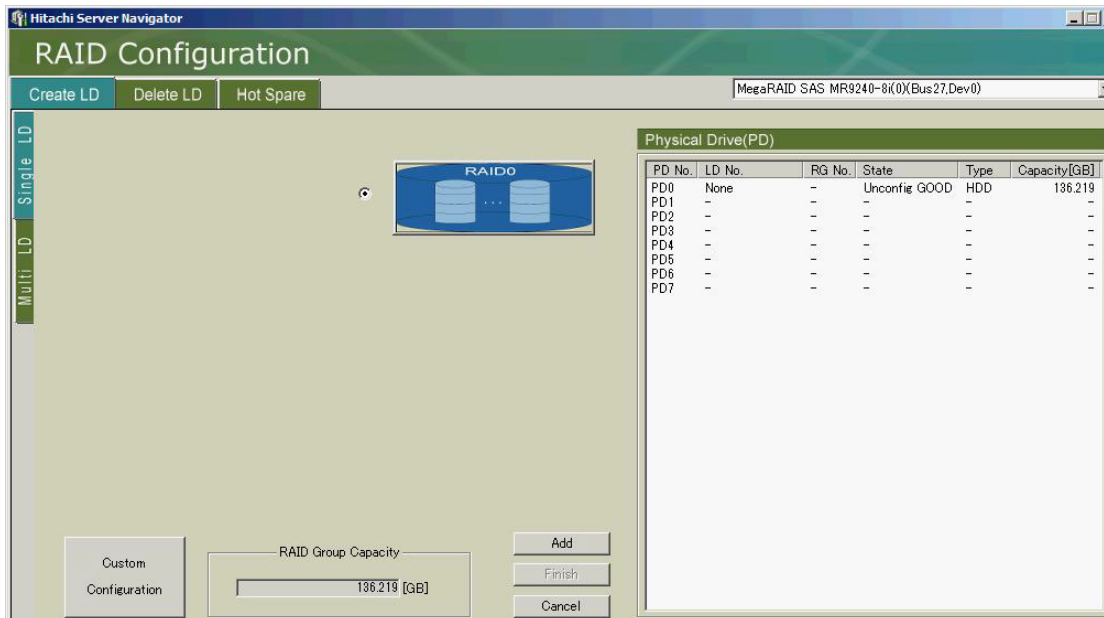 Hitachi Server Navigator
RAID Configuration
Create LD Delete LD Hot Spare
MegaRAID SAS MR9240-8i(0)(Bus27,Dev0)
Single LD
Multi LD
RAID0
...
Physical Drive(PD)
PD No. LD No. RG No. State Type Capacity[GB]
PD0 None - Unconfig GOOD HDD 136.219
PD1 - - - - -
PD2 - - - - -
PD3 - - - - -
PD4 - - - - -
PD5 - - - - -
PD6 - - - - -
PD7 - - - - -
Custom
Configuration
RAID Group Capacity
136.219 [GB]
Add
Finish
Cancel